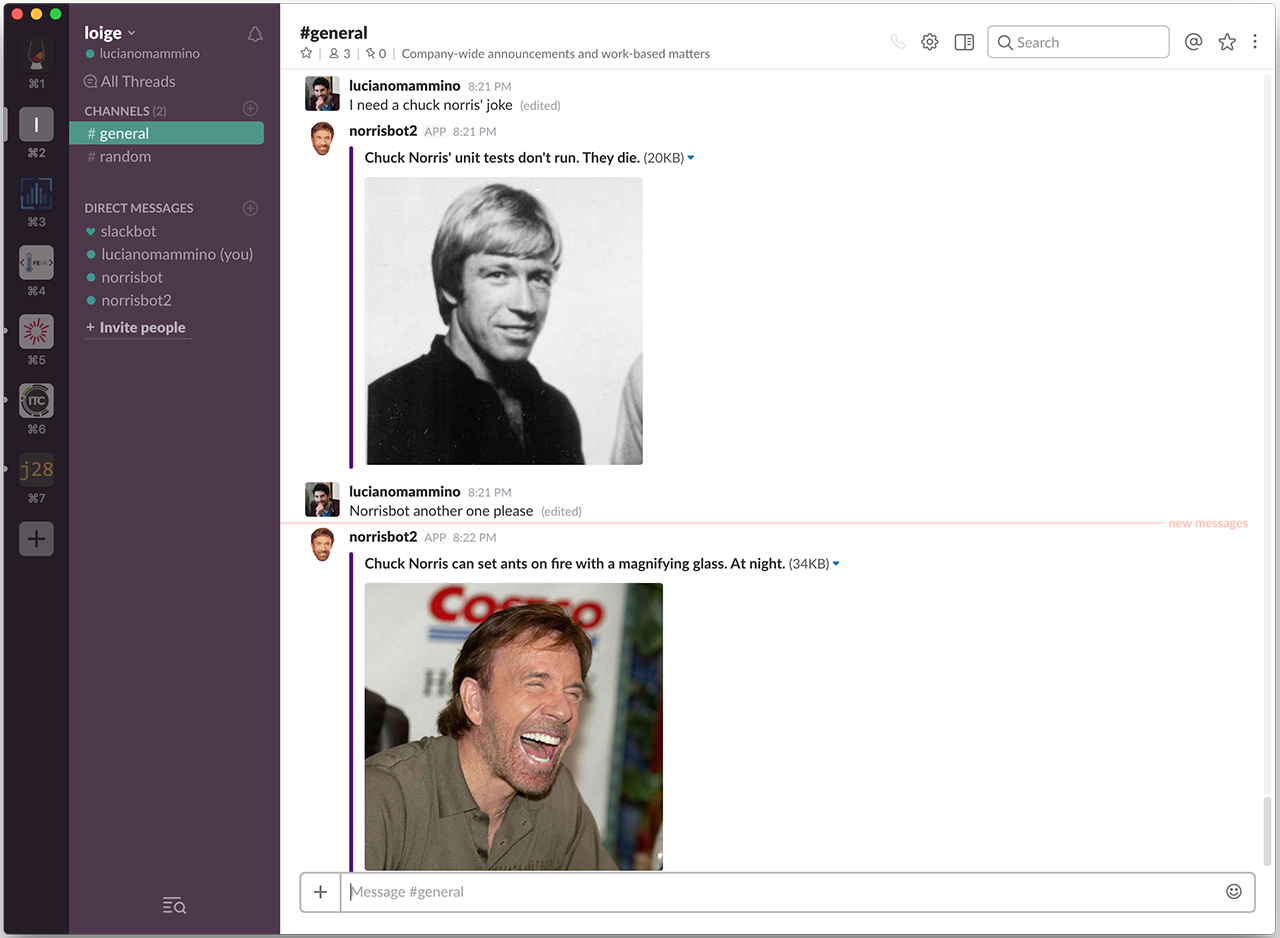 loige
lucianomammino
All Threads
CHANNELS (2)
# general
# random
DIRECT MESSAGES
slackbot
lucianomammino (you)
norrisbot
norrisbot2
+ Invite people
⌘1
l
⌘2
⌘3
FEVR
⌘4
⌘5
ITC
⌘6
j28
⌘7
#general
3 | 0 | Company-wide announcements and work-based matters
Search
lucianomammino 8:21 PM
I need a chuck norris' joke (edited)
norrisbot2 APP 8:21 PM
Chuck Norris' unit tests don't run. They die. (20KB)
lucianomammino 8:21 PM
Norrisbot another one please (edited)
new messages
norrisbot2 APP 8:22 PM
Chuck Norris can set ants on fire with a magnifying glass. At night. (34KB)
Message #general